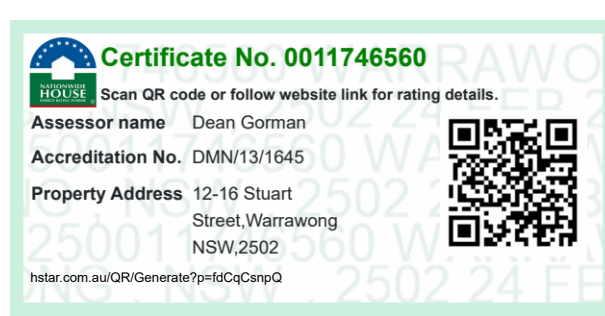 Certificate No. 0011746560
NATIONWIDE
HOUSE
ENERGY RATING SCHEME
Scan QR code or follow website link for rating details.
Assessor name Dean Gorman
Accreditation No. DMN/13/1645
Property Address 12-16 Stuart
Street,Warrawong
NSW,2502
hstar.com.au/QR/Generate?p=fdCqCsnpQ